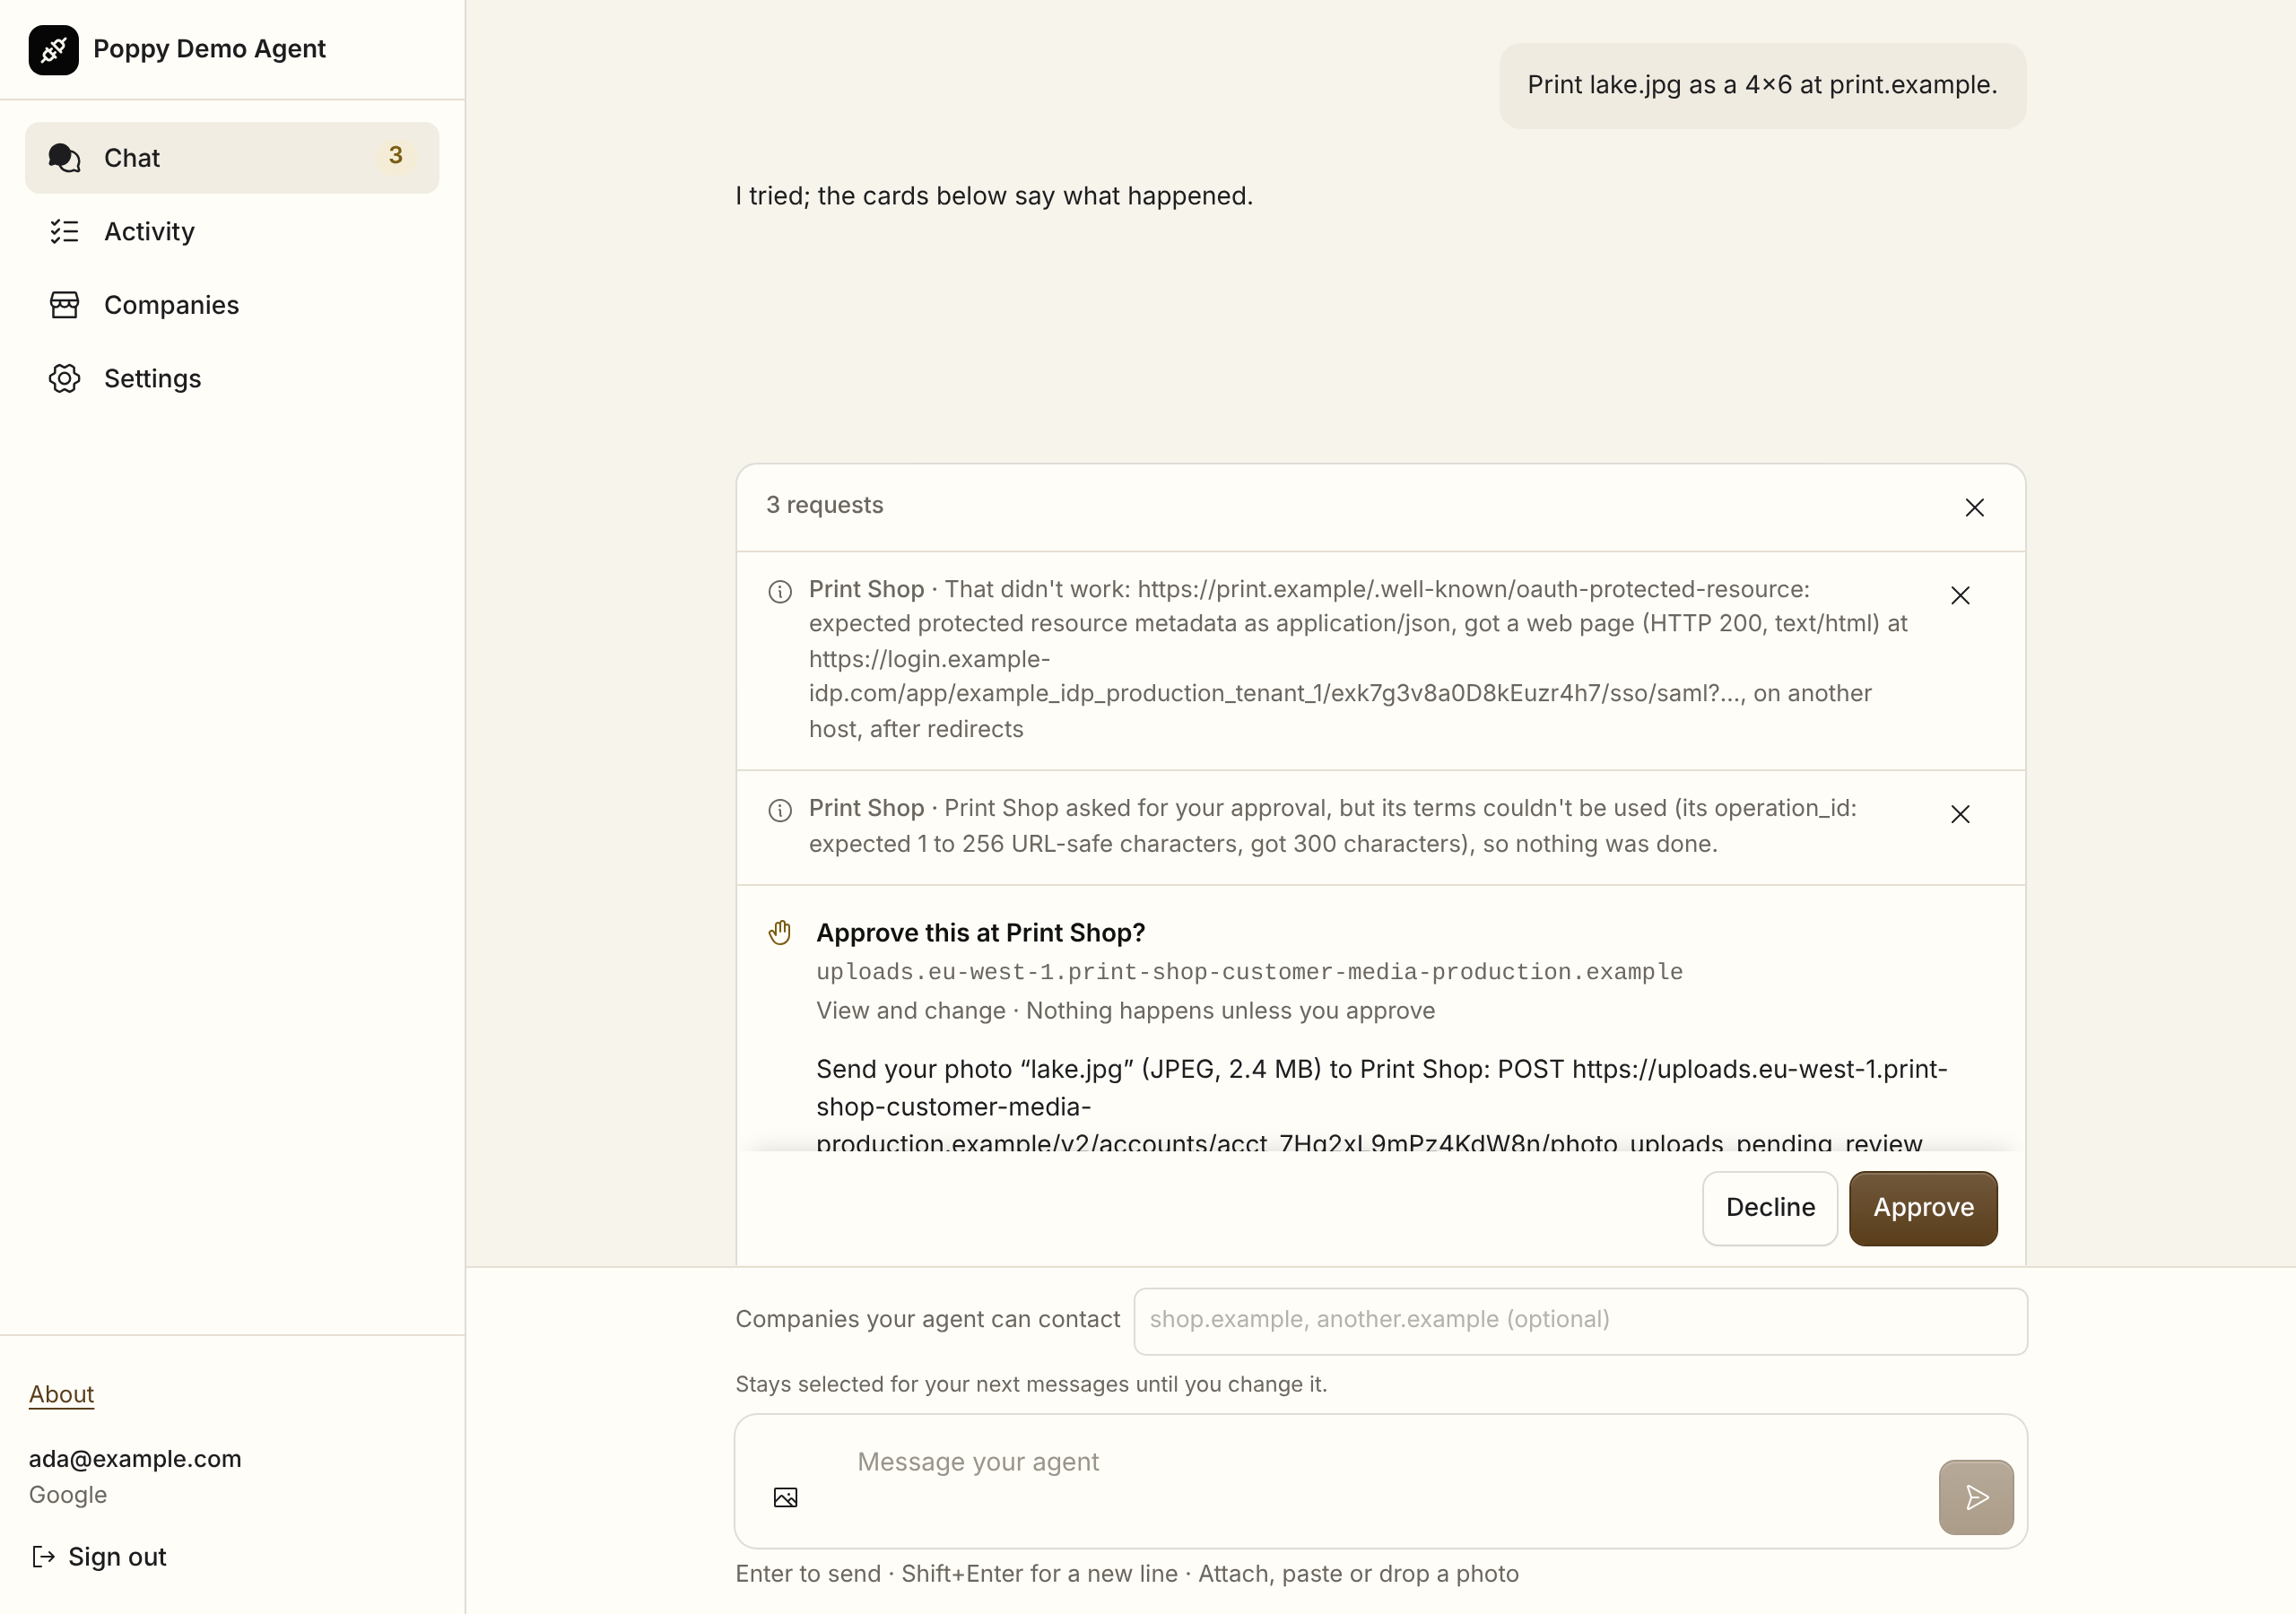 Poppy Demo Agent
Chat
3
Activity
Companies
Settings
About
ada@example.com
Google
Sign out
Print lake.jpg as a 4×6 at print.example.
I tried; the cards below say what happened.
3 requests
Print Shop · That didn't work: https://print.example/.well-known/oauth-protected-resource:
expected protected resource metadata as application/json, got a web page (HTTP 200, text/html) at
https://login.example-
idp.com/app/example_idp_production_tenant_1/exk7g3v8a0D8kEuzr4h7/sso/saml?..., on another
host, after redirects
Print Shop · Print Shop asked for your approval, but its terms couldn't be used (its operation_id:
expected 1 to 256 URL-safe characters, got 300 characters), so nothing was done.
Approve this at Print Shop?
uploads.eu-west-1.print-shop-customer-media-production.example
View and change · Nothing happens unless you approve
Send your photo “lake.jpg” (JPEG, 2.4 MB) to Print Shop: POST https://uploads.eu-west-1.print-
shop-customer-media-
production.example/v2/accounts/acct_7Hq2xL9mPz4KdW8n/photo_uploads_pending_review
Decline
Approve
Companies your agent can contact
shop.example, another.example (optional)
Stays selected for your next messages until you change it.
Message your agent
Enter to send · Shift+Enter for a new line · Attach, paste or drop a photo